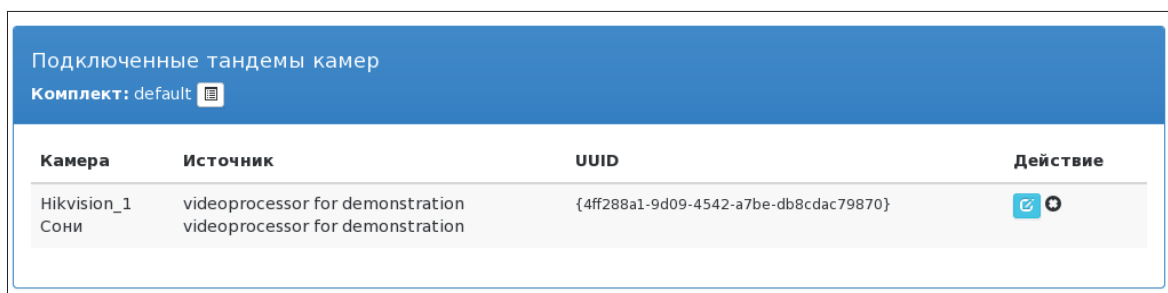 Подключенные тандемы камер
Комплект: default
Камера Источник UUID Действие
Hikvision_1 videoprocessor for demonstration {4ff288a1-9d09-4542-a7be-db8cdac79870}
Сони videoprocessor for demonstration